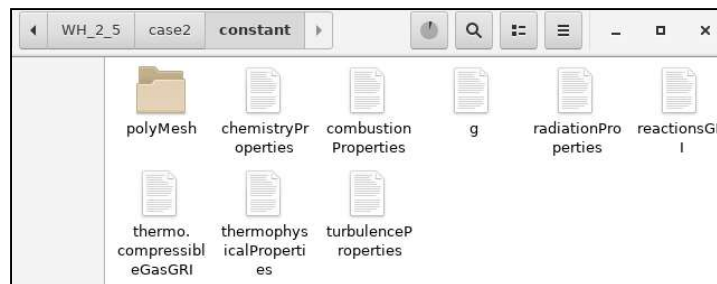 WH_2_5 case2 constant
polyMesh chemistryPr combustion g radiationPro reactionsGR
operties Properties perties I
thermo. thermophys turbulenceP
compressibl icalProperti roperties
eGasGRI es